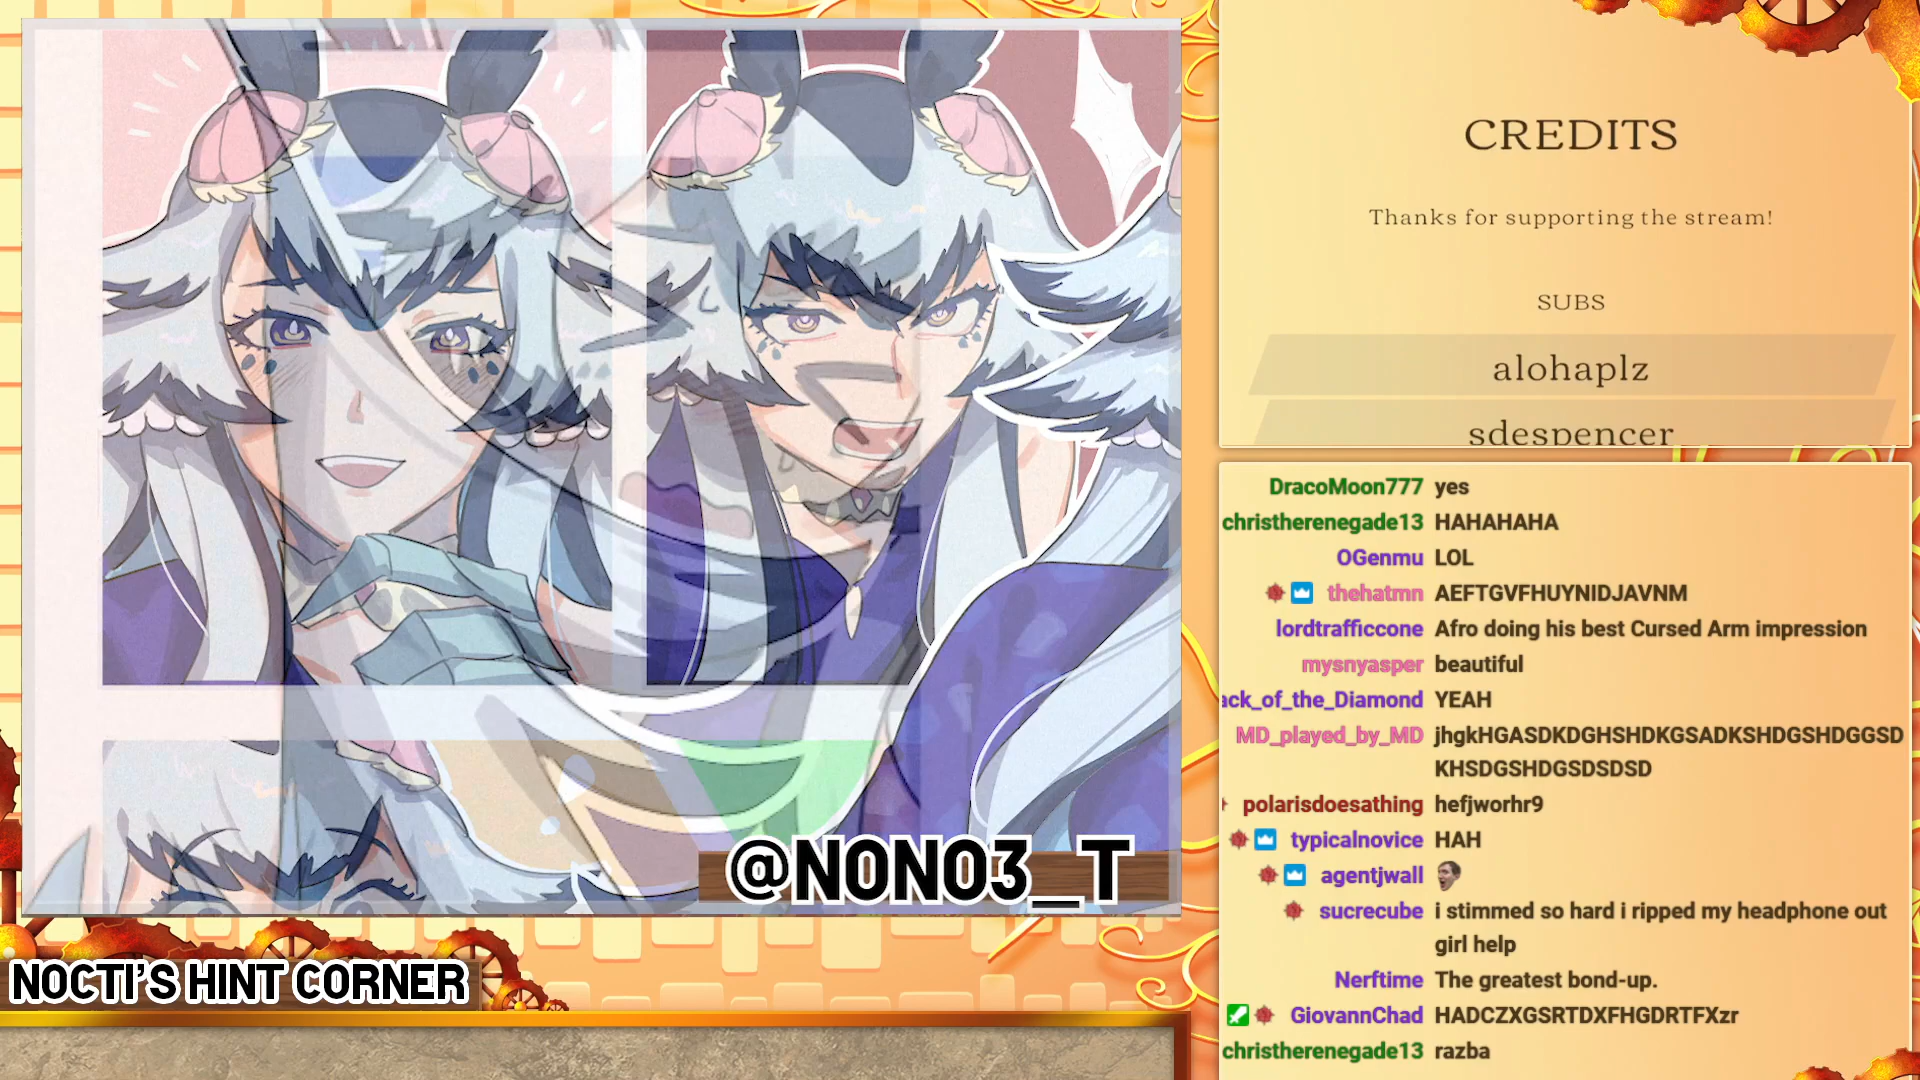 CREDITS
Thanks for supporting the stream!
SUBS
alohaplz
sdespencer
DracoMoon777 yes
christherenegade13 HAHAHAHA
OGenmu LOL
thehatmn AEFTGVFHUYNIDJAVNM
lordtrafficcone Afro doing his best Cursed Arm impression
mysnyasper beautiful
ack_of_the_Diamond YEAH
MD_played_by_MD jhgkHGASDKDGHSHDKGSADKSHDGSHDGGSD
KHSDGSHDGSDSDSD
polarisdoesathing hefjworhr9
typicalnovice HAH
agentjwall
sucrecube i stimmed so hard i ripped my headphone out
girl help
Nerftime The greatest bond-up.
GiovannChad HADCZXGSRTDXFHGDRTFXzr
christherenegade13 razba
@NONO3_T
NOCTI'S HINT CORNER